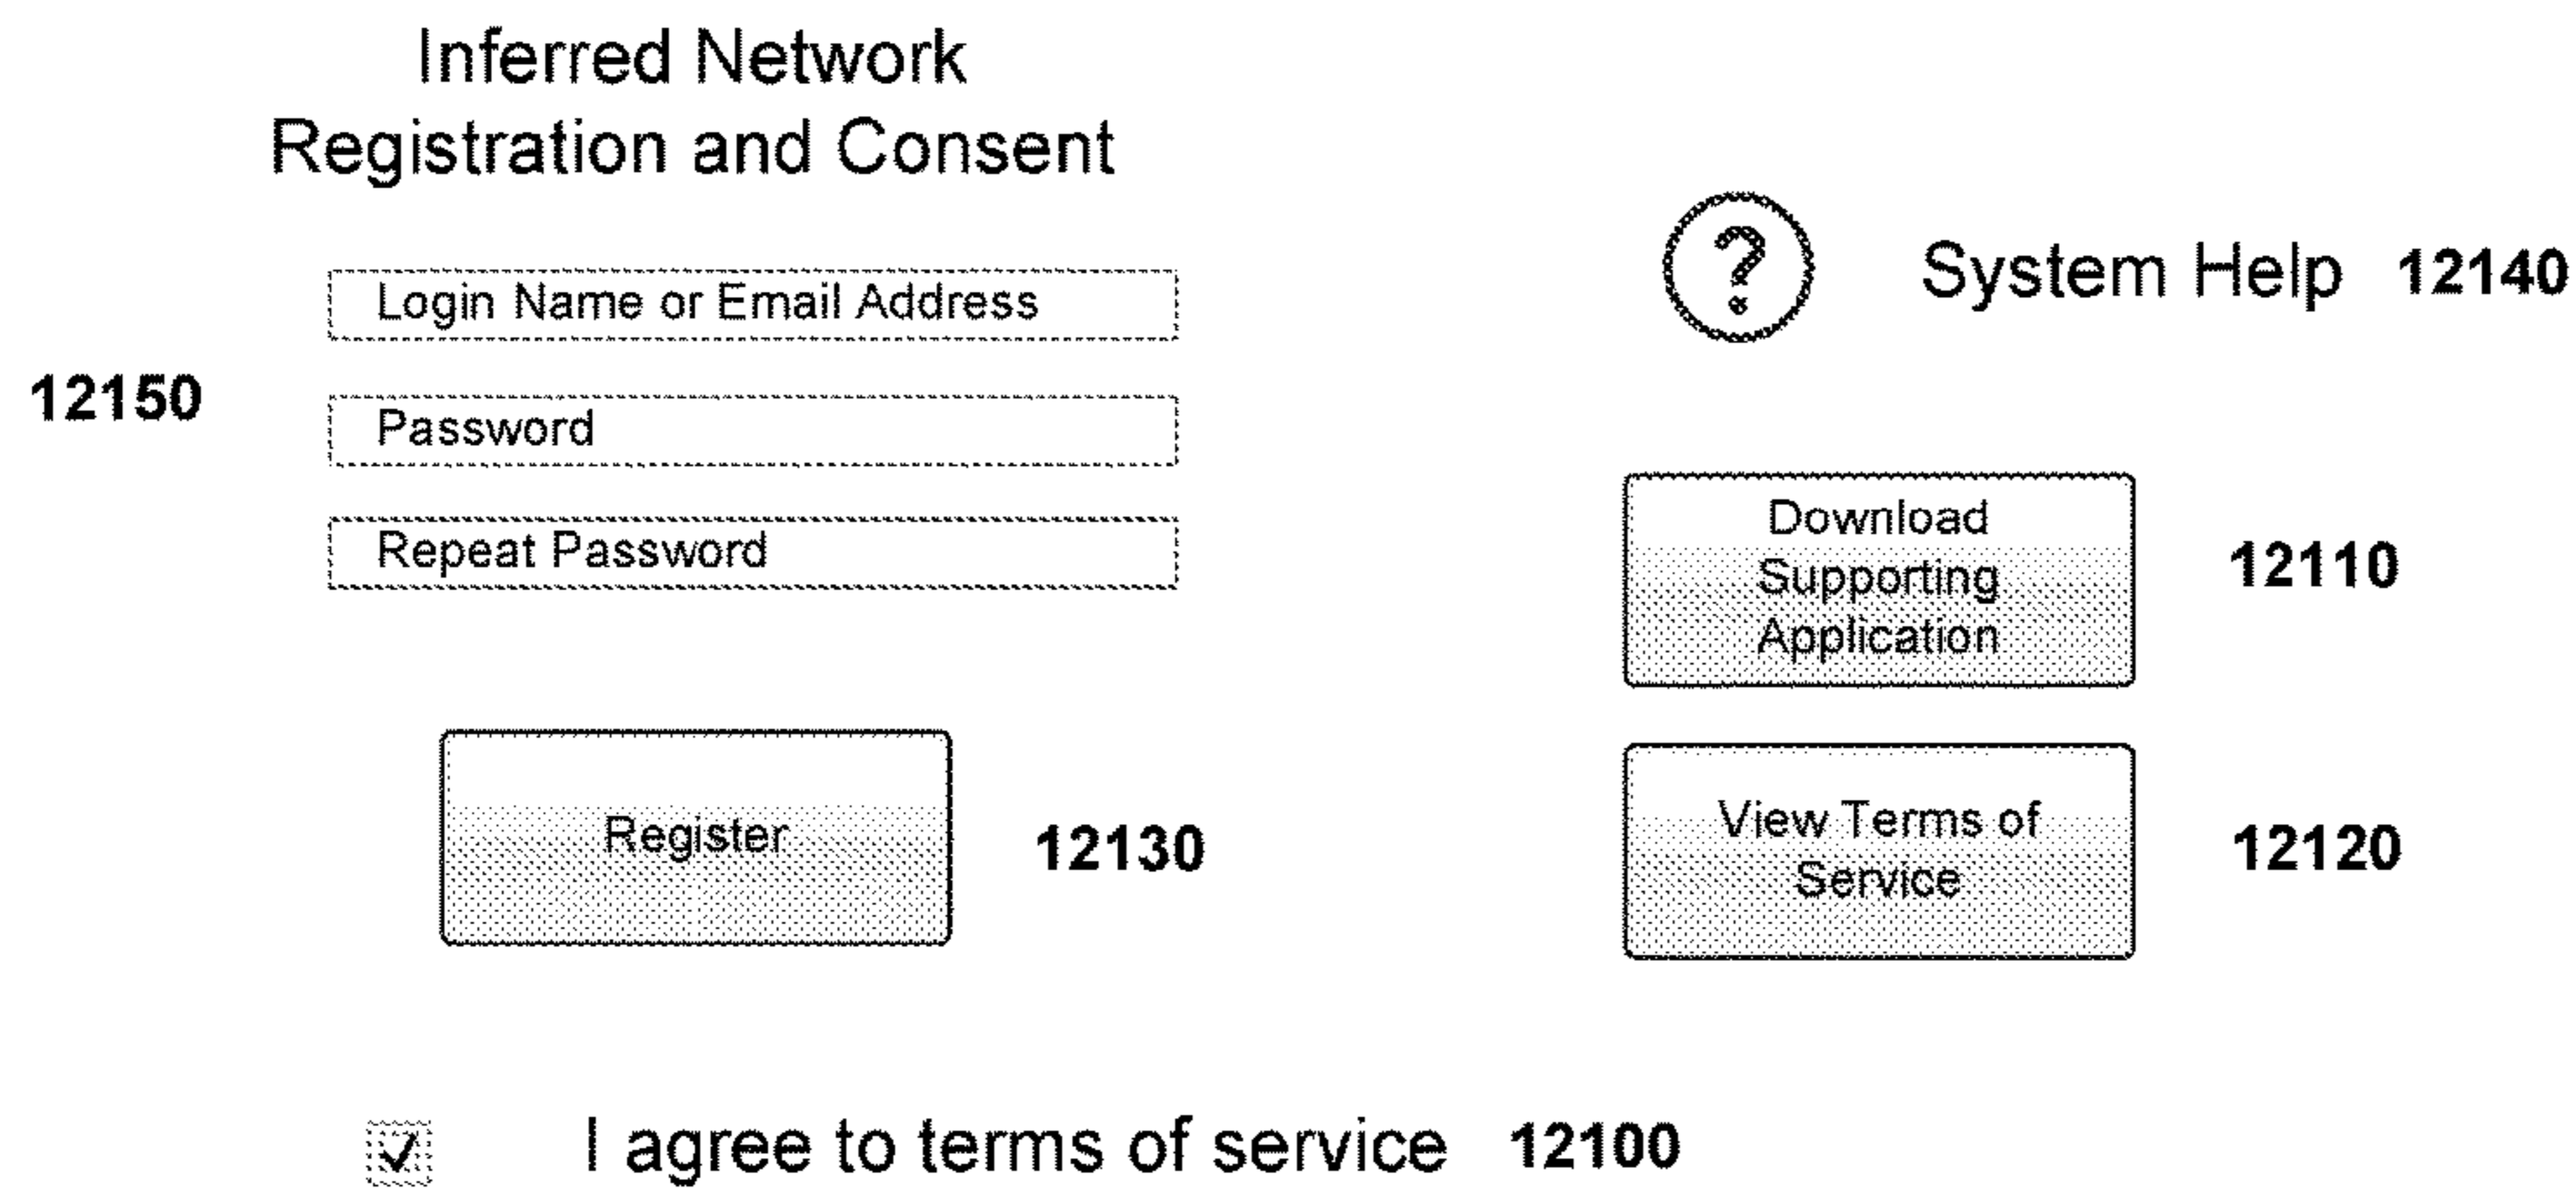 Inferred Network
Registration and Consent
Login Name or Email Address
12150
Password
Repeat Password
Register
12130
? System Help 12140
Download
Supporting
Application
12110
View Terms of
Service
12120
I agree to terms of service 12100